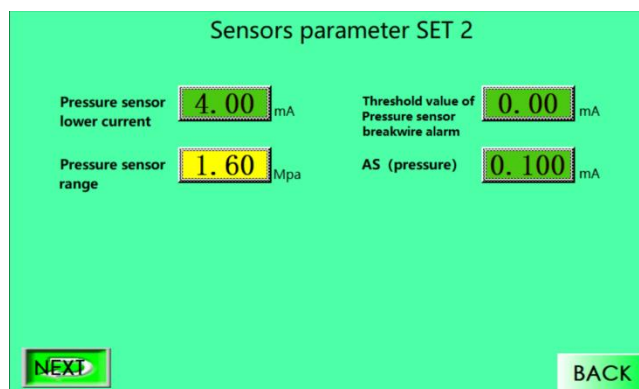 Sensors parameter SET 2
Pressure sensor
lower current
4.00
mA
Threshold value of
Pressure sensor
breakwire alarm
0.00
mA
Pressure sensor
range
1.60
Mpa
AS (pressure)
0.100
mA
NEXT
BACK